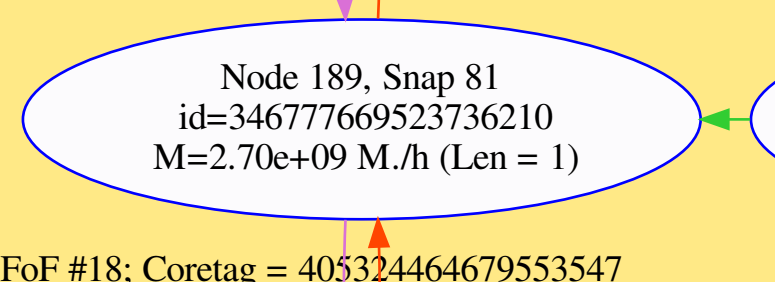 Node 189, Snap 81
id=346777669523736210
M=2.70e+09 M./h (Len = 1)
FoF #18; Coretag = 405324464679553547